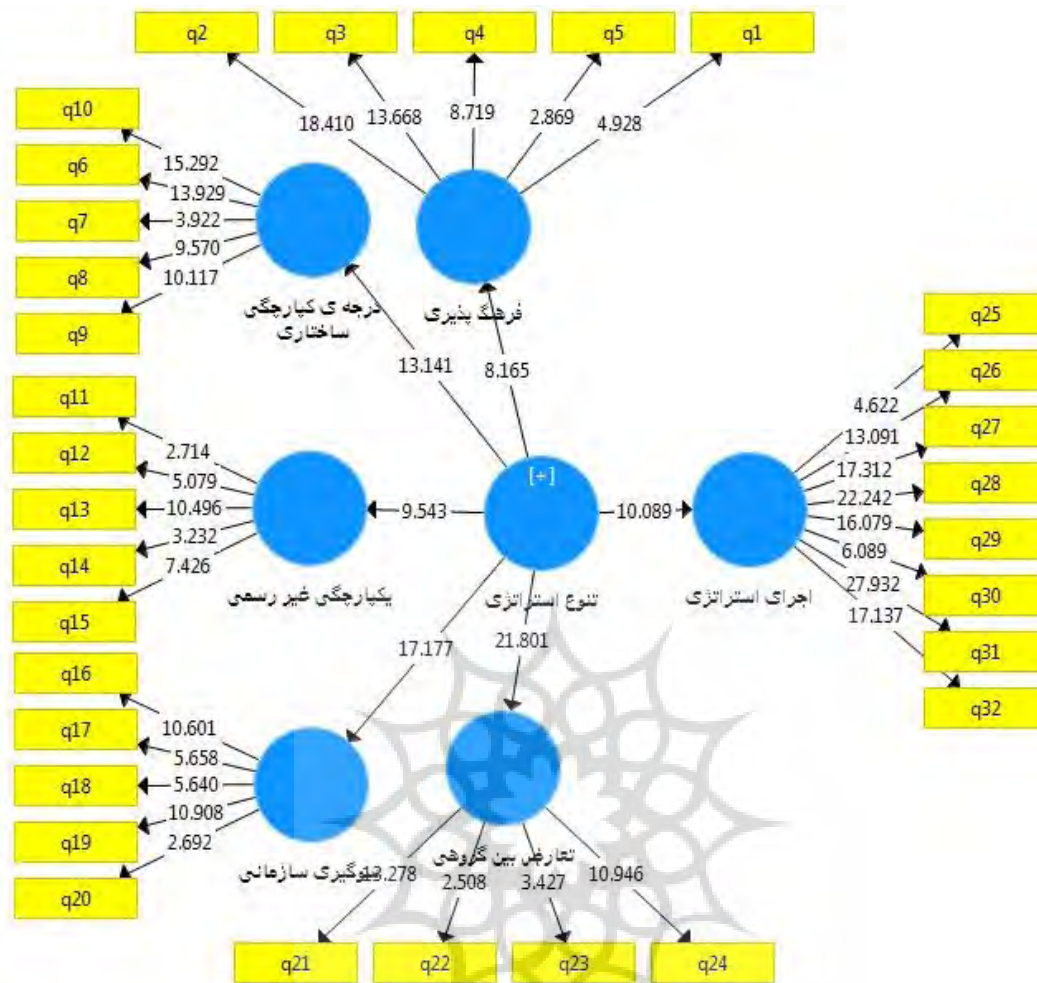 q2
q3
q4
q5
q1
18.410
13.668
8.719
2.869
4.928
q10
q6
q7
q8
q9
15.292
13.929
3.922
9.570
10.117
درجه ی کپارچگی
ساختاری
فرهنگ پذیری
13.141
8.165
q25
q26
q27
q28
q29
q30
q31
q32
4.622
13.091
17.312
22.242
16.079
6.089
27.932
17.137
q11
q12
q13
q14
q15
2.714
5.079
10.496
3.232
7.426
9.543
[+]
10.089
یکپارچگی غیر رسمی
تنوع استراتژی
اجرای استراتژی
17.177
21.801
q16
q17
q18
q19
q20
10.601
5.658
5.640
10.908
2.692
سوگیری سازمانی
تعارض بین گروهی
13.278
2.508
3.427
10.946
q21
q22
q23
q24